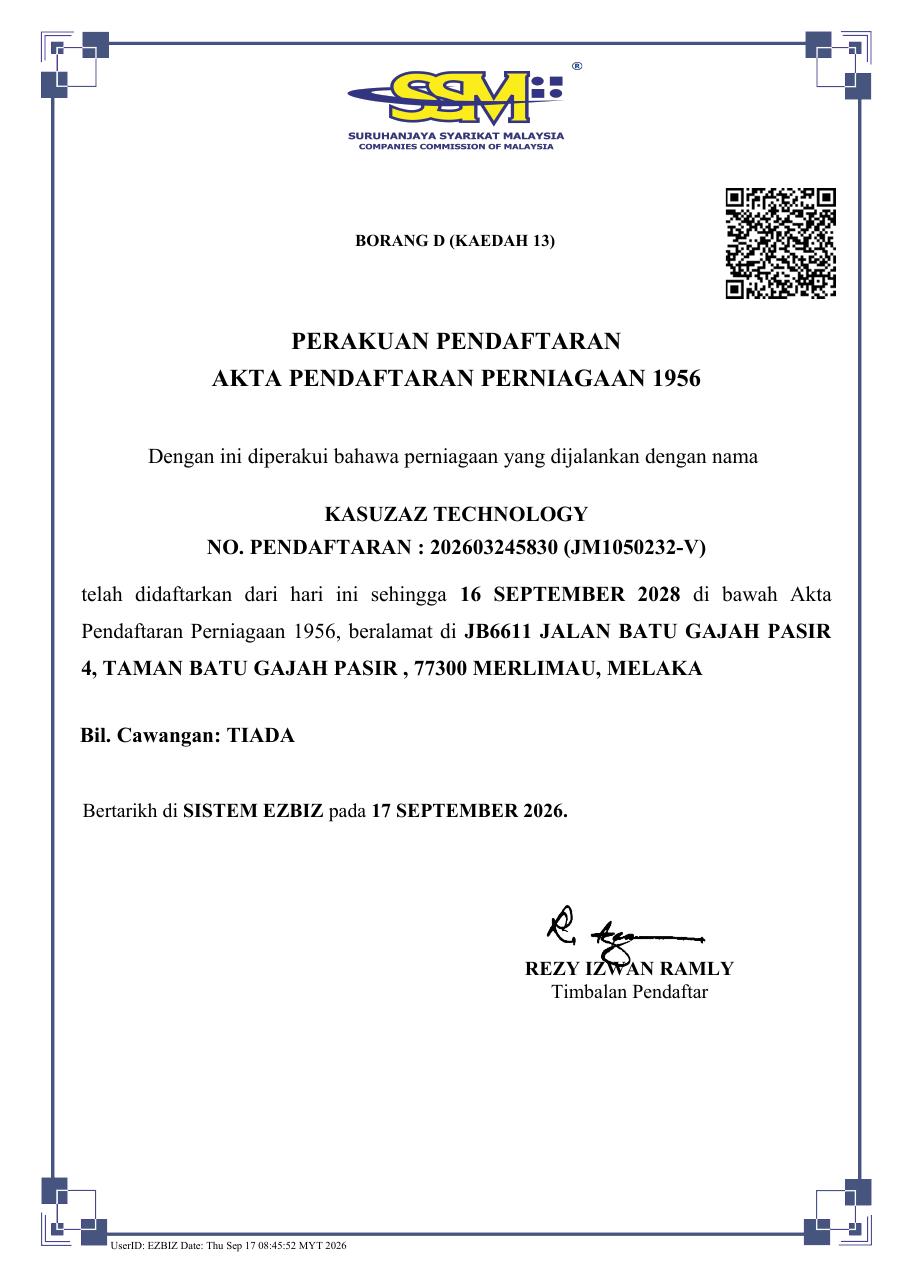 SSM®
SURUHANJAYA SYARIKAT MALAYSIA
COMPANIES COMMISSION OF MALAYSIA
BORANG D (KAEDAH 13)
PERAKUAN PENDAFTARAN
AKTA PENDAFTARAN PERNIAGAAN 1956
Dengan ini diperakui bahawa perniagaan yang dijalankan dengan nama
KASUZAZ TECHNOLOGY
NO. PENDAFTARAN : 202603245830 (JM1050232-V)
telah didaftarkan dari hari ini sehingga 16 SEPTEMBER 2028 di bawah Akta
Pendaftaran Perniagaan 1956, beralamat di JB6611 JALAN BATU GAJAH PASIR
4, TAMAN BATU GAJAH PASIR , 77300 MERLIMAU, MELAKA
Bil. Cawangan: TIADA
Bertarikh di SISTEM EZBIZ pada 17 SEPTEMBER 2026.
REZY IZWAN RAMLY
Timbalan Pendaftar
UserID: EZBIZ Date: Thu Sep 17 08:45:52 MYT 2026